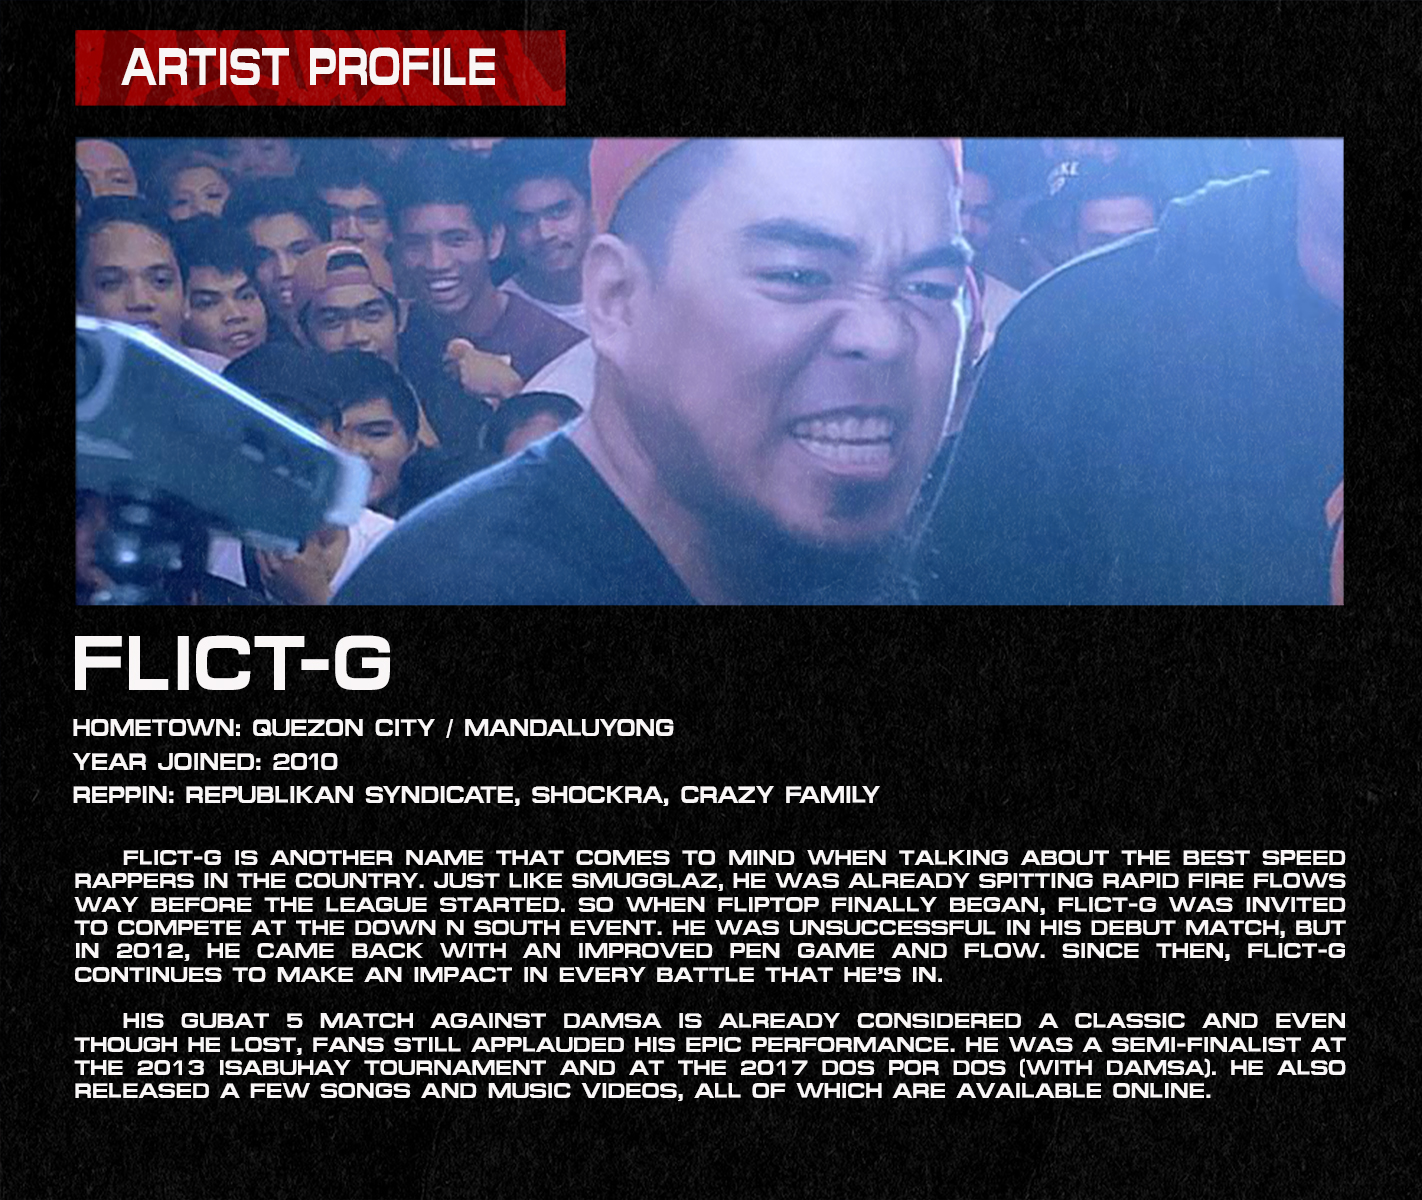 ARTIST PROFILE
KE
FLICT-G
HOMETOWN: QUEZON CITY / MANDALUYONG
YEAR JOINED: 2010
REPPIN: REPUBLIKAN SYNDICATE, SHOCKRA, CRAZY FAMILY
FLICT-G IS ANOTHER NAME THAT COMES TO MIND WHEN TALKING ABOUT THE BEST SPEED
RAPPERS IN THE COUNTRY. JUST LIKE SMUGGLAZ, HE WAS ALREADY SPITTING RAPID FIRE FLOWS
WAY BEFORE THE LEAGUE STARTED. SO WHEN FLIPTOP FINALLY BEGAN, FLICT-G WAS INVITED
TO COMPETE AT THE DOWN N SOUTH EVENT. HE WAS UNSUCCESSFUL IN HIS DEBUT MATCH, BUT
IN 2012, HE CAME BACK WITH AN IMPROVED PEN GAME AND FLOW. SINCE THEN, FLICT-G
CONTINUES TO MAKE AN IMPACT IN EVERY BATTLE THAT HE'S IN.
HIS GUBAT 5 MATCH AGAINST DAMSA IS ALREADY CONSIDERED A CLASSIC AND EVEN
THOUGH HE LOST, FANS STILL APPLAUDED HIS EPIC PERFORMANCE. HE WAS A SEMI-FINALIST AT
THE 2013 ISABUHAY TOURNAMENT AND AT THE 2017 DOS POR DOS (WITH DAMSA). HE ALSO
RELEASED A FEW SONGS AND MUSIC VIDEOS, ALL OF WHICH ARE AVAILABLE ONLINE.